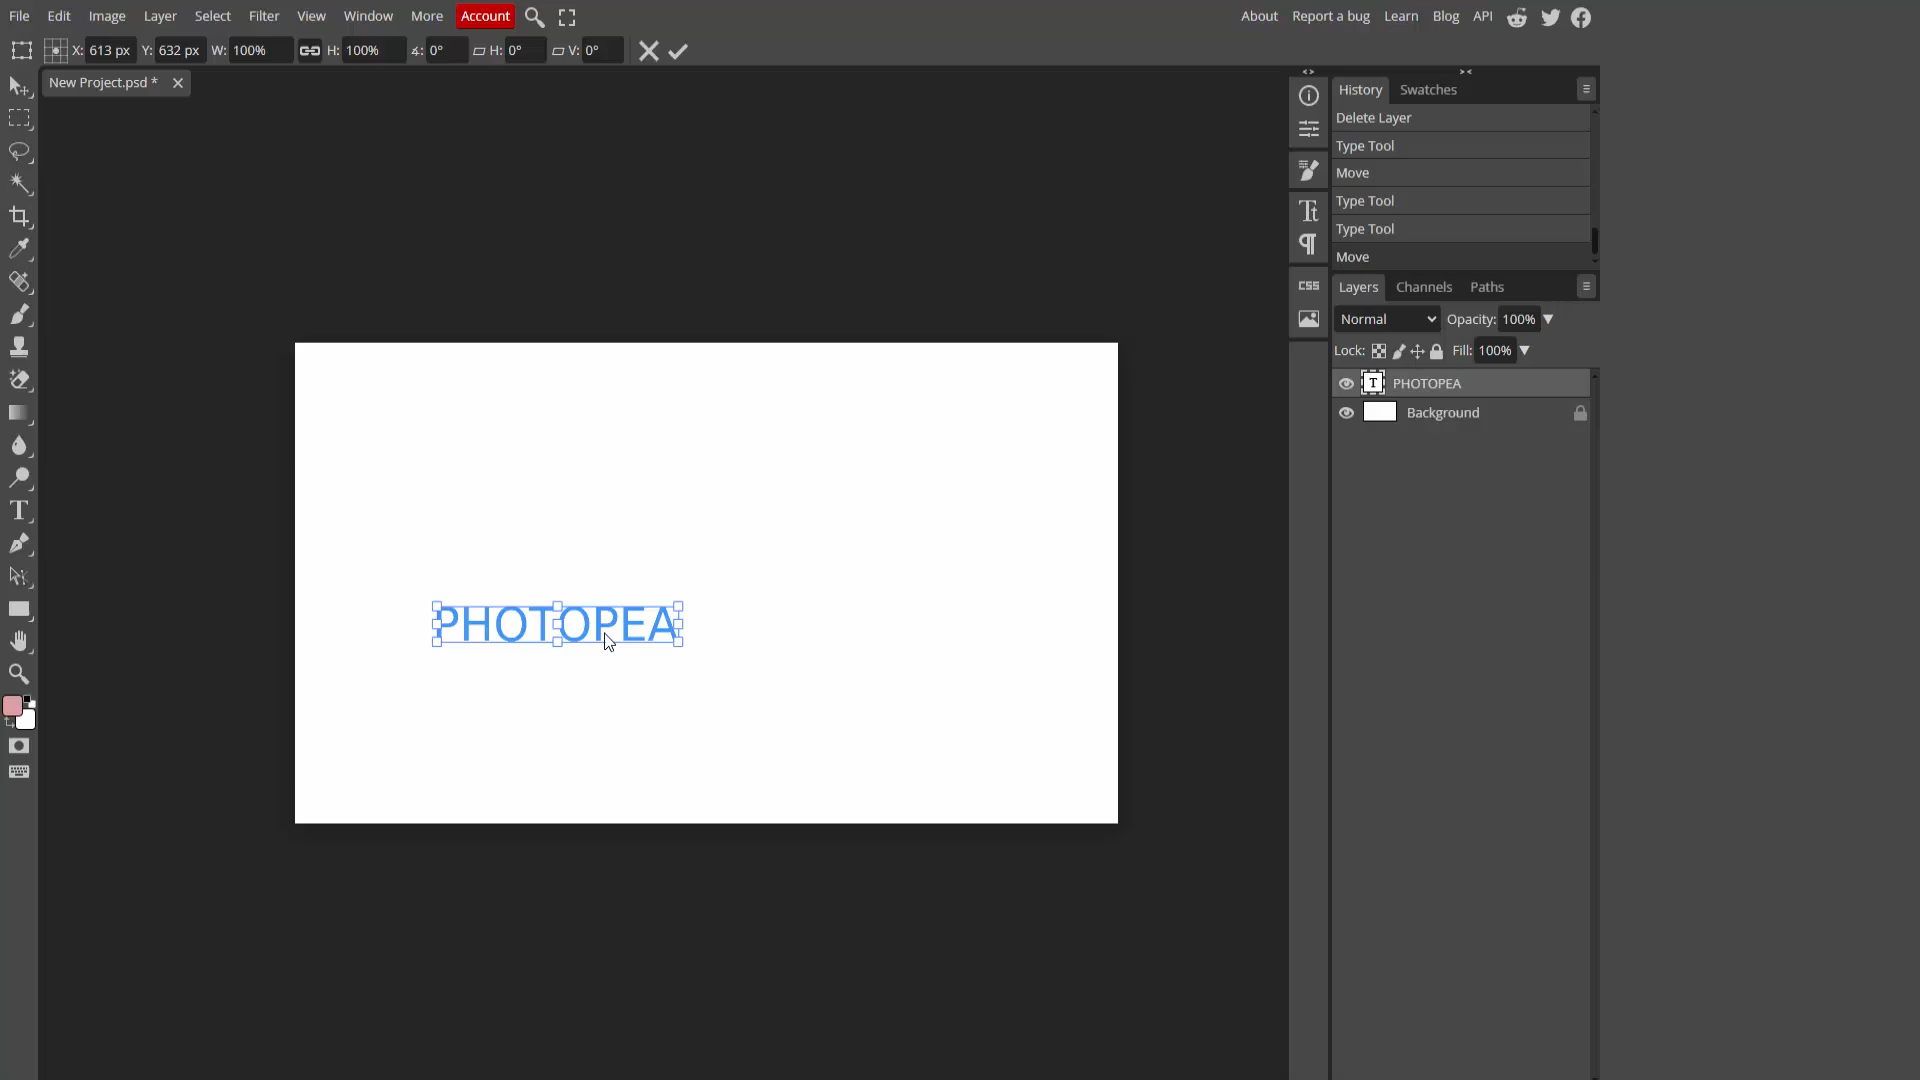 File Edit Image Layer Select Filter View Window More Account About Report a bug Learn Blog API
X: 613 px Y: 632 px W: 100% H: 100% ∡: 0° H: 0° V: 0°
New Project.psd *
History Swatches
Delete Layer
Type Tool
Move
Type Tool
Type Tool
Move
CSS
Layers Channels Paths
Normal Opacity: 100%
Lock: Fill: 100%
T PHOTOPEA
Background
PHOTOPEA